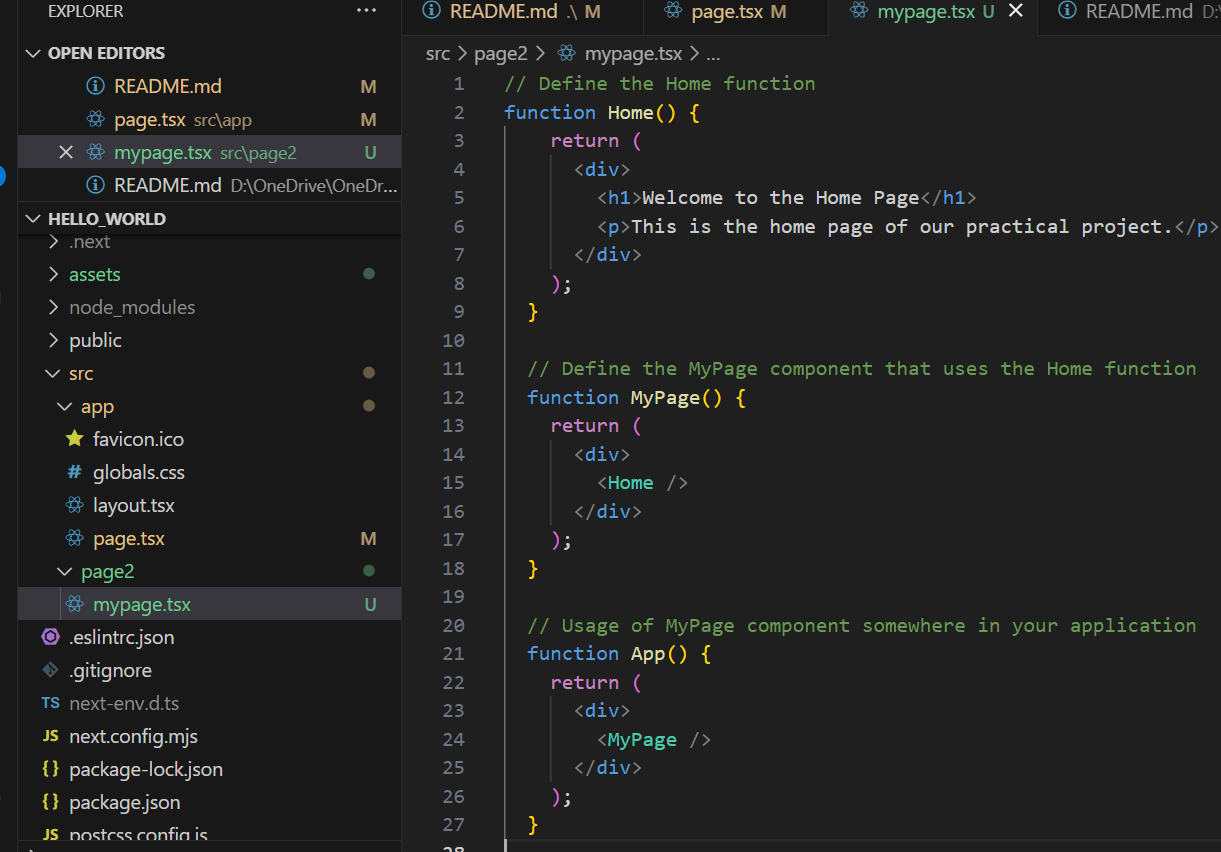 EXPLORER ...
OPEN EDITORS
README.md M
page.tsx src\app M
mypage.tsx src\page2 U
README.md D:\OneDrive\OneDr...
HELLO_WORLD
.next
assets
node_modules
public
src
app
favicon.ico
# globals.css
layout.tsx
page.tsx M
page2
mypage.tsx U
.eslintrc.json
.gitignore
TS next-env.d.ts
JS next.config.mjs
{} package-lock.json
{} package.json
JS postcss.config.js
README.md .\ M
page.tsx M
mypage.tsx U
README.md D:\
src > page2 > mypage.tsx > ...
1 // Define the Home function
2 function Home() {
3 return (
4 <div>
5 <h1>Welcome to the Home Page</h1>
6 <p>This is the home page of our practical project.</p>
7 </div>
8 );
9 }
10
11 // Define the MyPage component that uses the Home function
12 function MyPage() {
13 return (
14 <div>
15 <Home />
16 </div>
17 );
18 }
19
20 // Usage of MyPage component somewhere in your application
21 function App() {
22 return (
23 <div>
24 <MyPage />
25 </div>
26 );
27 }
28